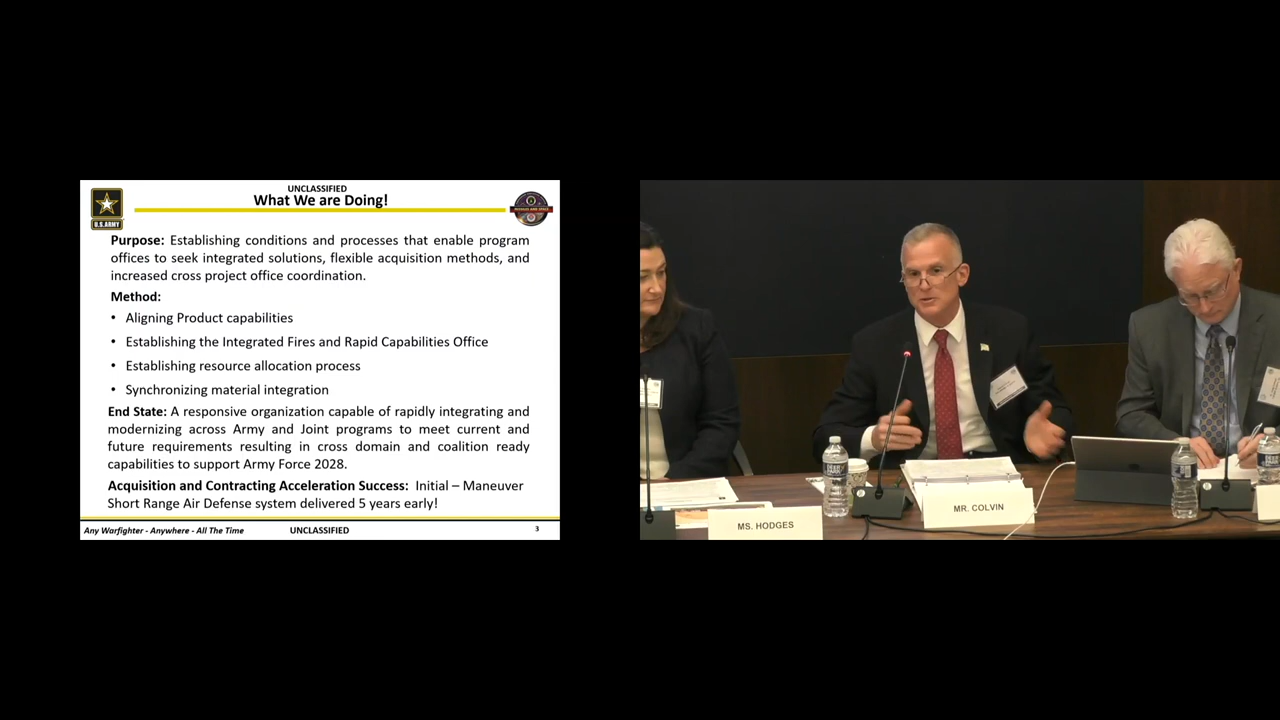 UNCLASSIFIED
What We are Doing!
U.S.ARMY
MISSILES AND SPACE
Purpose: Establishing conditions and processes that enable program
offices to seek integrated solutions, flexible acquisition methods, and
increased cross project office coordination.
Method:
• Aligning Product capabilities
• Establishing the Integrated Fires and Rapid Capabilities Office
• Establishing resource allocation process
• Synchronizing material integration
End State: A responsive organization capable of rapidly integrating and
modernizing across Army and Joint programs to meet current and
future requirements resulting in cross domain and coalition ready
capabilities to support Army Force 2028.
Acquisition and Contracting Acceleration Success: Initial – Maneuver
Short Range Air Defense system delivered 5 years early!
Any Warfighter - Anywhere - All The Time
UNCLASSIFIED
3
MS. HODGES
MR. COLVIN
DEER PARK